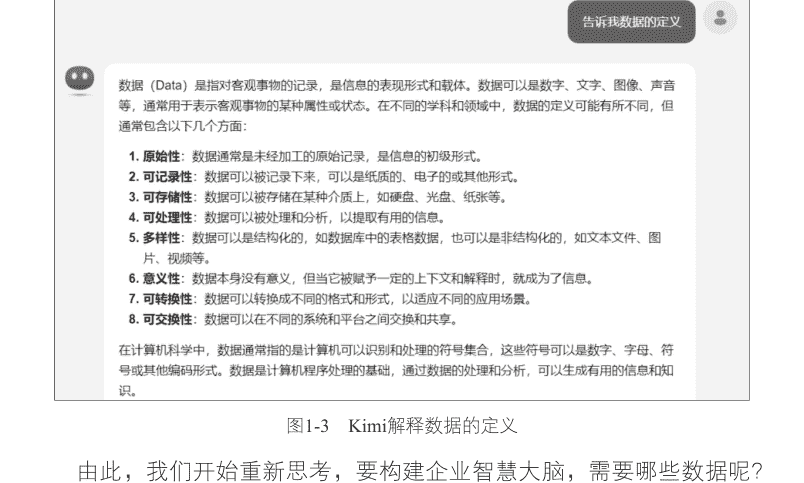 告诉我数据的定义
数据（Data）是指对客观事物的记录，是信息的表现形式和载体。数据可以是数字、文字、图像、声音
等，通常用于表示客观事物的某种属性或状态。在不同的学科和领域中，数据的定义可能有所不同，但
通常包含以下几个方面：
1. 原始性：数据通常是未经加工的原始记录，是信息的初级形式。
2. 可记录性：数据可以被记录下来，可以是纸质的、电子的或其他形式。
3. 可存储性：数据可以被存储在某种介质上，如硬盘、光盘、纸张等。
4. 可处理性：数据可以被处理和分析，以提取有用的信息。
5. 多样性：数据可以是结构化的，如数据库中的表格数据，也可以是非结构化的，如文本文件、图
片、视频等。
6. 意义性：数据本身没有意义，但当它被赋予一定的上下文和解释时，就成为了信息。
7. 可转换性：数据可以转换成不同的格式和形式，以适应不同的应用场景。
8. 可交换性：数据可以在不同的系统和平台之间交换和共享。
在计算机科学中，数据通常指的是计算机可以识别和处理的符号集合，这些符号可以是数字、字母、符
号或其他编码形式。数据是计算机程序处理的基础，通过数据的处理和分析，可以生成有用的信息和知
识。
图1-3 Kimi解释数据的定义
由此，我们开始重新思考，要构建企业智慧大脑，需要哪些数据呢？